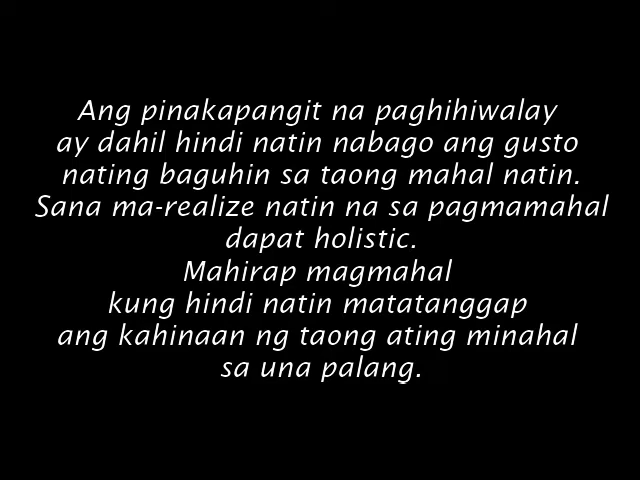 Ang pinakapangit na paghihiwalay
ay dahil hindi natin nabago ang gusto
nating baguhin sa taong mahal natin.
Sana ma-realize natin na sa pagmamahal
dapat holistic.
Mahirap magmahal
kung hindi natin matatanggap
ang kahinaan ng taong ating minahal
sa una palang.